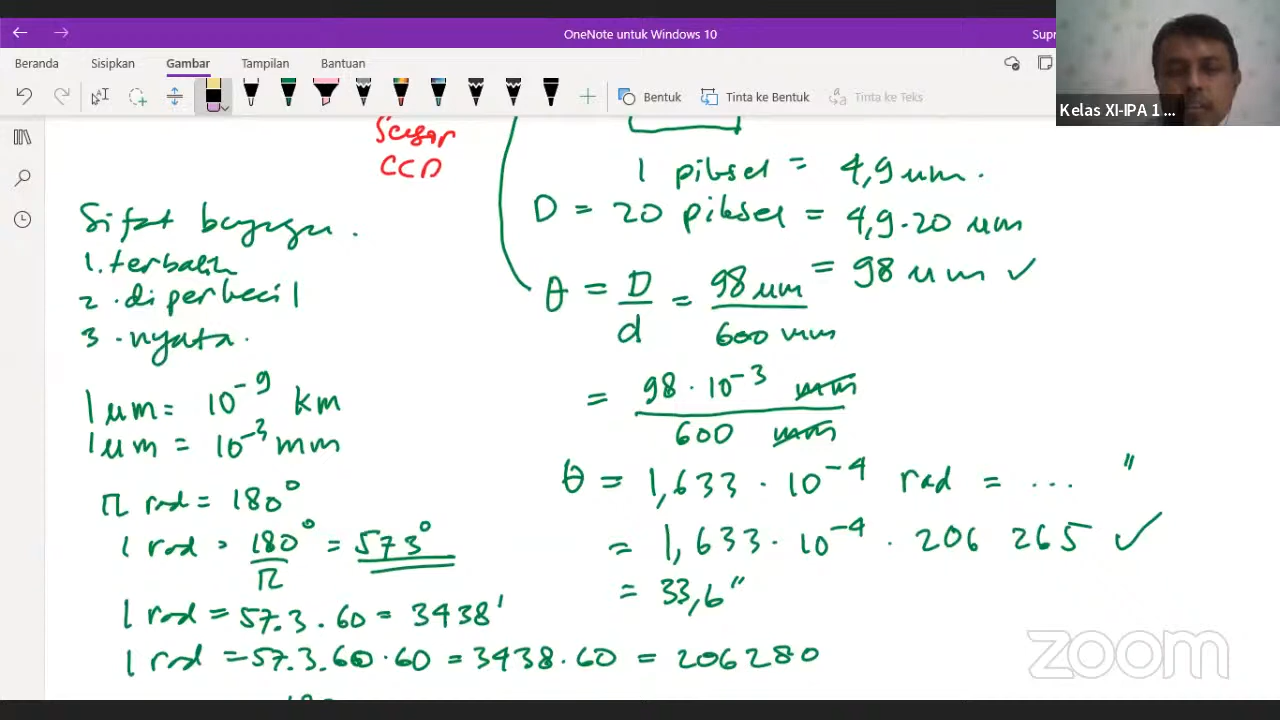 OneNote untuk Windows 10
Supr
Beranda Sisipkan Gambar Tampilan Bantuan
Bentuk Tinta ke Bentuk Tinta ke Teks
Kelas XI-IPA 1 ...
CCD
Sifat
1. terbalik
2. diperkecil
3. nyata.
1 um = 10⁻⁹ km
1 um = 10⁻³ mm
π rad = 180°
1 rad = 180°/π = 573°
1 rad = 57.3 . 60 = 3438'
1 rad = 57.3.60.60 = 3438.60 = 206280
180
1 piksel = 4,9 um.
D = 20 piksel = 4,9.20 um
= 98 um ✓
θ = D/d = 98 um/600 mm
= 98 . 10⁻³ mm/600 mm
θ = 1,633 . 10⁻⁴ rad = ... "
= 1,633 . 10⁻⁴ . 206 265 ✓
= 33,6"
zoom